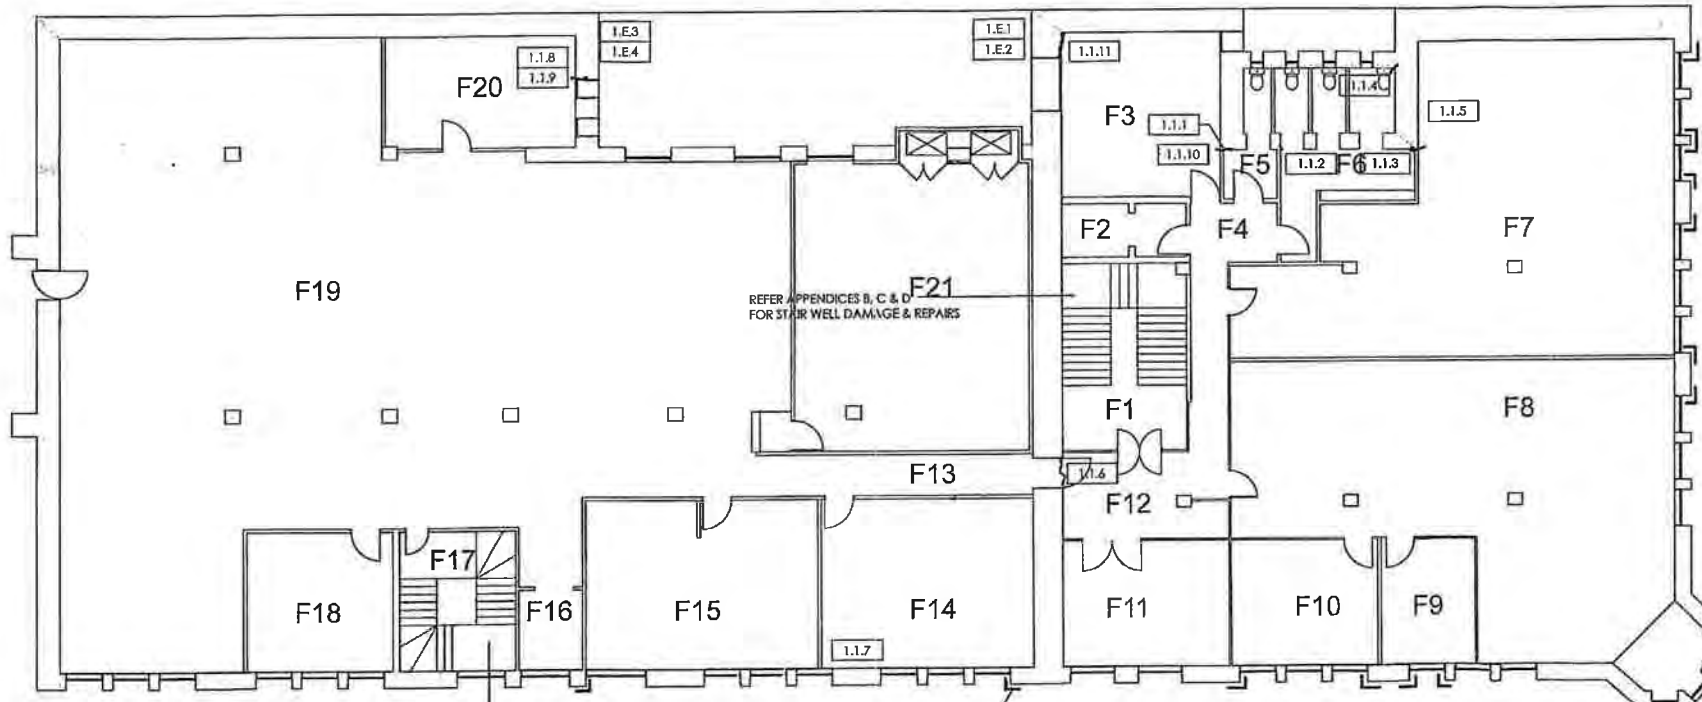 1.E.3
1.E.4
1.E.1
1.E.2
1.1.11
1.1.8
1.1.9
F20
F3
1.1.4
1.1.5
1.1.1
1.1.10
F5
1.1.2
F6
1.1.3
F2
F4
F7
F19
F21
REFER APPENDICES B, C & D
FOR STAIR WELL DAMAGE & REPAIRS
F1
F8
F13
1.1.6
F12
F17
F18
F16
F15
F14
F11
F10
F9
1.1.7